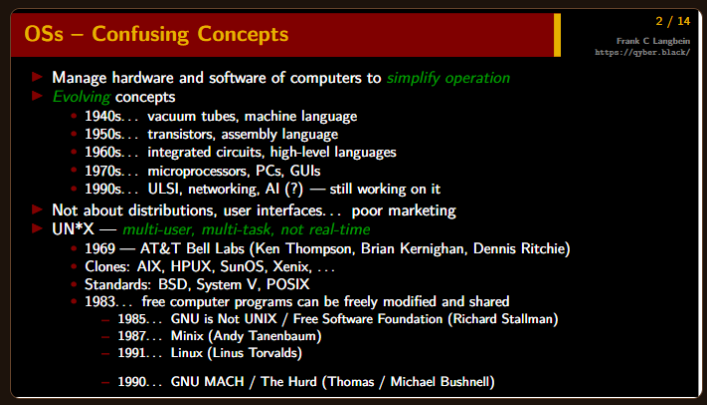 OSs – Confusing Concepts
2 / 14
Frank C Langbein
https://qyber.black/
Manage hardware and software of computers to simplify operation
Evolving concepts
1940s... vacuum tubes, machine language
1950s... transistors, assembly language
1960s... integrated circuits, high-level languages
1970s... microprocessors, PCs, GUIs
1990s... ULSI, networking, AI (?) — still working on it
Not about distributions, user interfaces... poor marketing
UN*X — multi-user, multi-task, not real-time
1969 — AT&T Bell Labs (Ken Thompson, Brian Kernighan, Dennis Ritchie)
Clones: AIX, HPUX, SunOS, Xenix, ...
Standards: BSD, System V, POSIX
1983... free computer programs can be freely modified and shared
– 1985... GNU is Not UNIX / Free Software Foundation (Richard Stallman)
– 1987... Minix (Andy Tanenbaum)
– 1991... Linux (Linus Torvalds)
– 1990... GNU MACH / The Hurd (Thomas / Michael Bushnell)